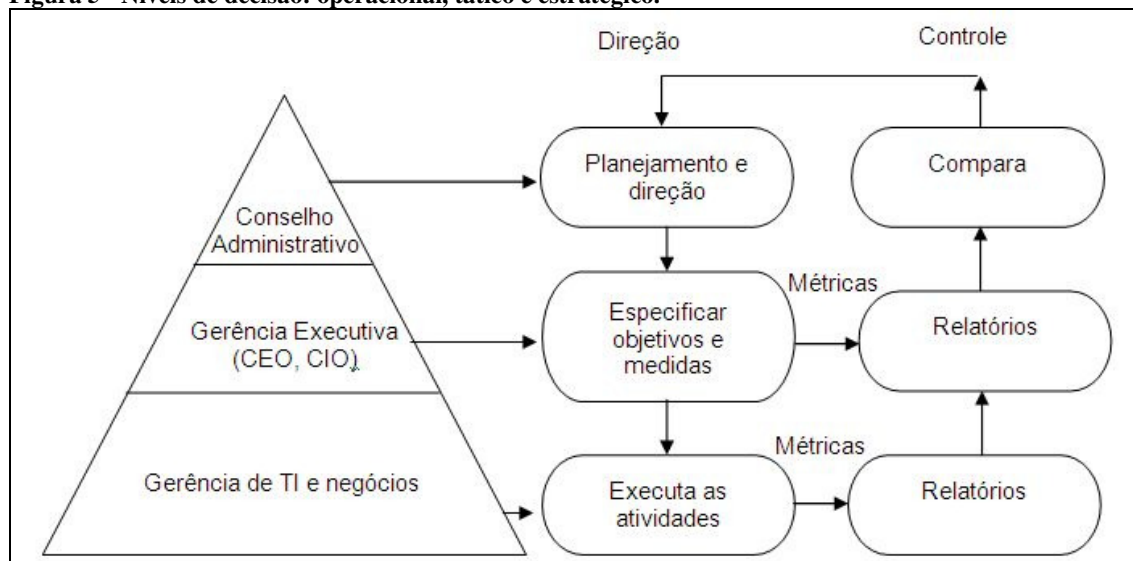 Figura 3 - Níveis de decisão: operacional, tático e estratégico.
Direção
Controle
Planejamento e
direção
Compara
Conselho
Administrativo
Métricas
Especificar
objetivos e
medidas
Relatórios
Gerência Executiva
(CEO, CIO)
Métricas
Gerência de TI e negócios
Executa as
atividades
Relatórios